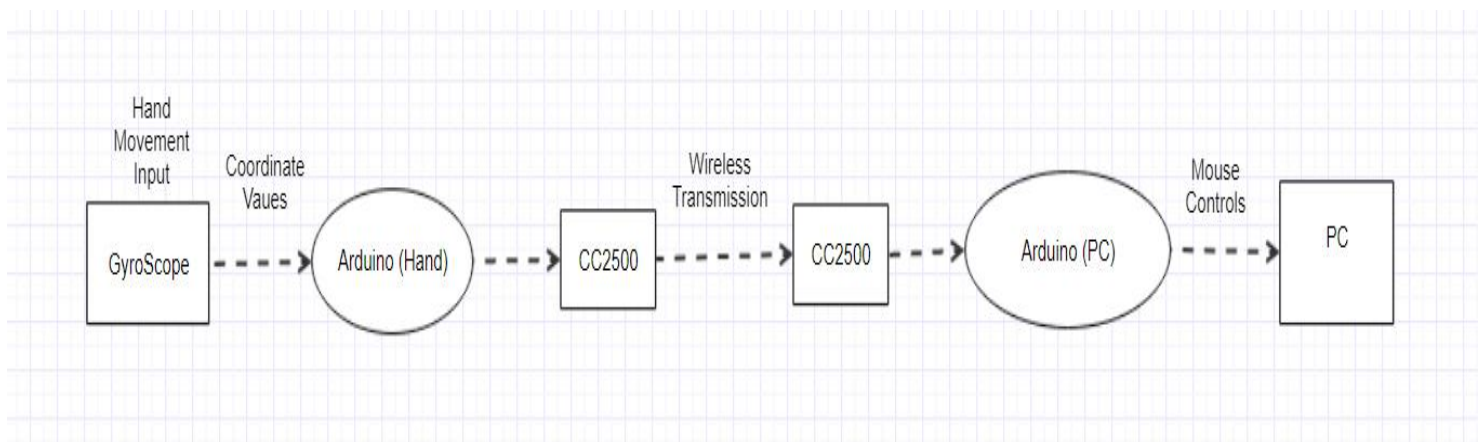 Hand
Movement
Input
Coordinate
Vaues
Wireless
Transmission
Mouse
Controls
GyroScope
Arduino (Hand)
CC2500
CC2500
Arduino (PC)
PC